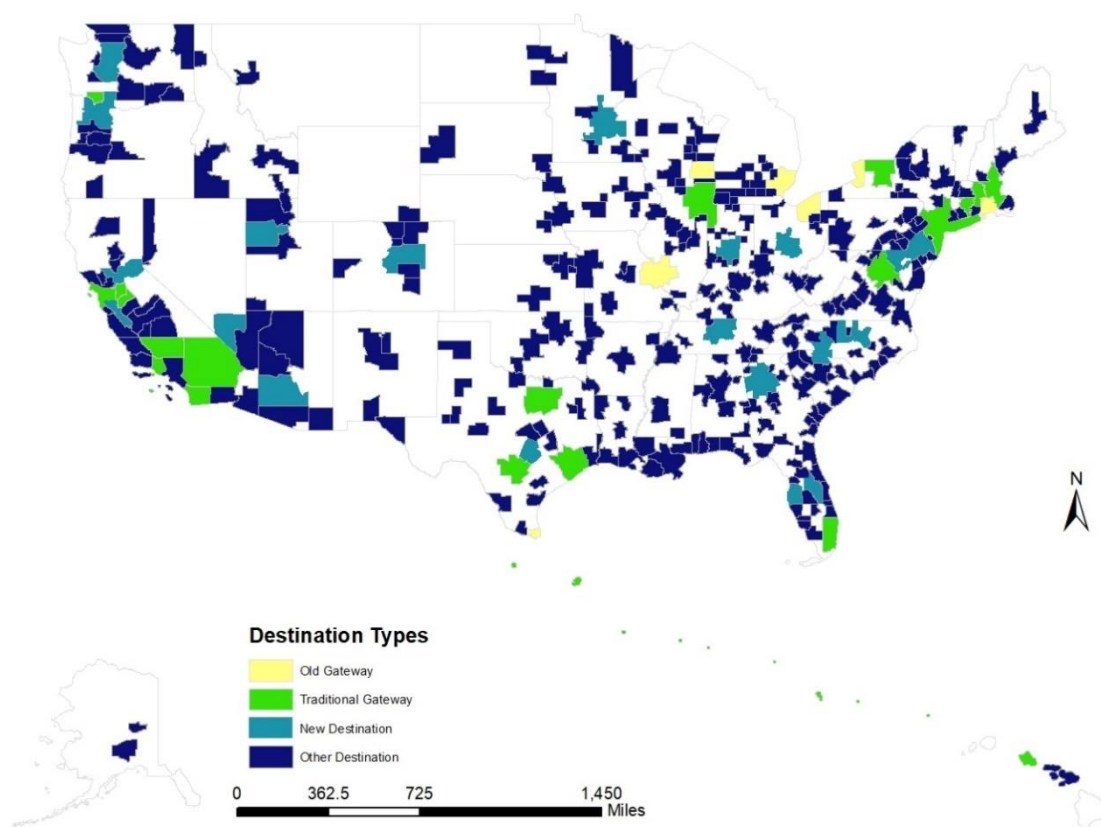 N
Destination Types
Old Gateway
Traditional Gateway
New Destination
Other Destination
0 362.5 725 1,450
Miles